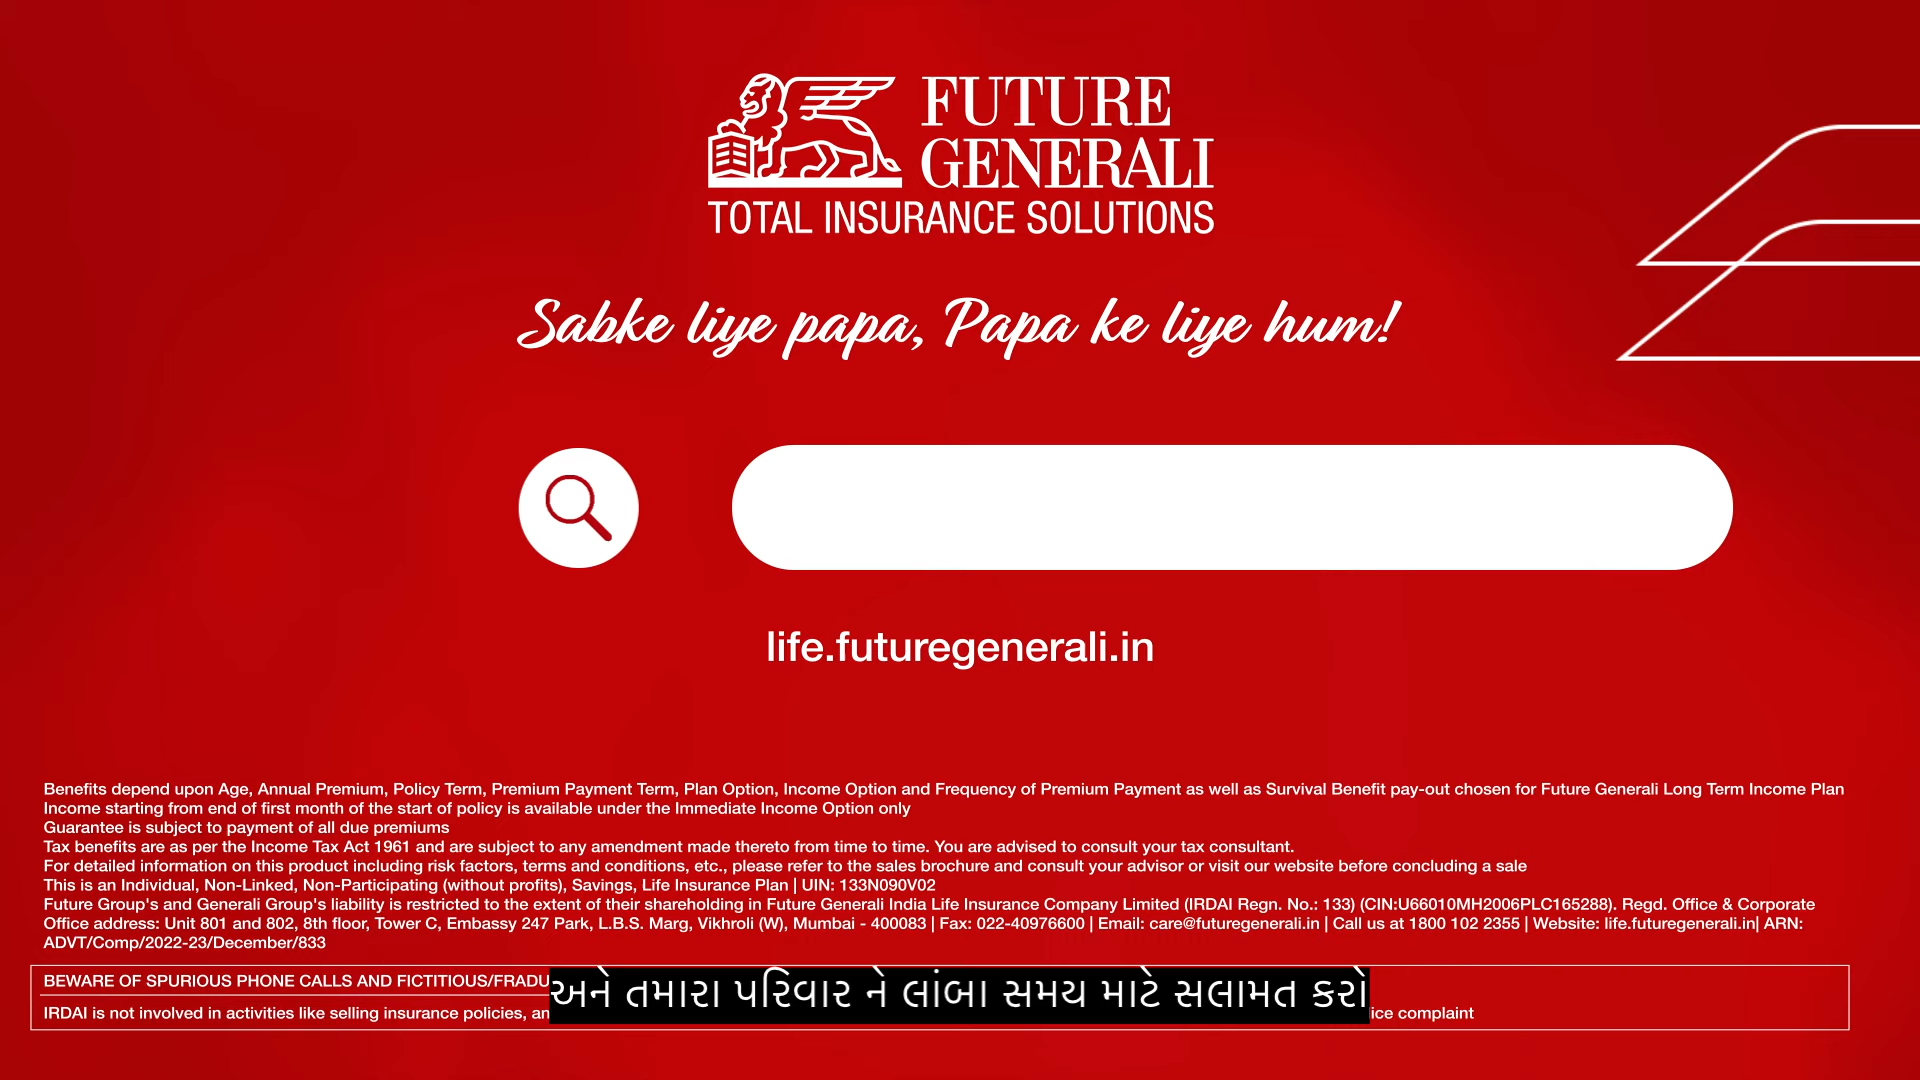 FUTURE
GENERALI
TOTAL INSURANCE SOLUTIONS
Sabke liye papa, Papa ke liye hum!
life.futuregenerali.in
Benefits depend upon Age, Annual Premium, Policy Term, Premium Payment Term, Plan Option, Income Option and Frequency of Premium Payment as well as Survival Benefit pay-out chosen for Future Generali Long Term Income Plan
Income starting from end of first month of the start of policy is available under the Immediate Income Option only
Guarantee is subject to payment of all due premiums
Tax benefits are as per the Income Tax Act 1961 and are subject to any amendment made thereto from time to time. You are advised to consult your tax consultant.
For detailed information on this product including risk factors, terms and conditions, etc., please refer to the sales brochure and consult your advisor or visit our website before concluding a sale
This is an Individual, Non-Linked, Non-Participating (without profits), Savings, Life Insurance Plan | UIN: 133N090V02
Future Group's and Generali Group's liability is restricted to the extent of their shareholding in Future Generali India Life Insurance Company Limited (IRDAI Regn. No.: 133) (CIN:U66010MH2006PLC165288). Regd. Office & Corporate
Office address: Unit 801 and 802, 8th floor, Tower C, Embassy 247 Park, L.B.S. Marg, Vikhroli (W), Mumbai - 400083 | Fax: 022-40976600 | Email: care@futuregenerali.in | Call us at 1800 102 2355 | Website: life.futuregenerali.in| ARN:
ADVT/Comp/2022-23/December/833
BEWARE OF SPURIOUS PHONE CALLS AND FICTITIOUS/FRADU
અને તમારા પરિવાર ને લાંબા સમય માટે સલામત કરો
IRDAI is not involved in activities like selling insurance policies, an
ice complaint